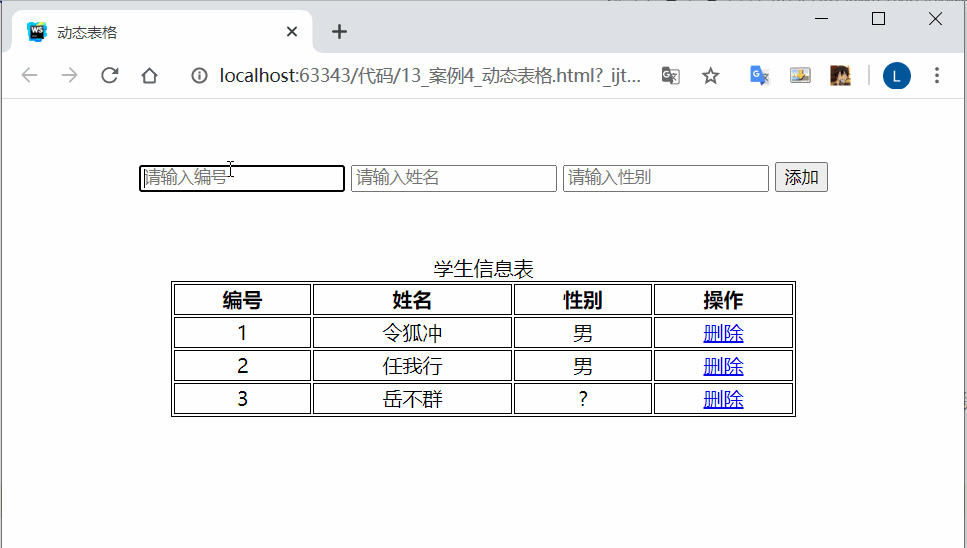 WS
动态表格
localhost:63343/代码/13_案例4_动态表格.html?_ijt...
L
请输入编号 请输入姓名 请输入性别 添加
学生信息表
编号 姓名 性别 操作
1 令狐冲 男 删除
2 任我行 男 删除
3 岳不群 ? 删除